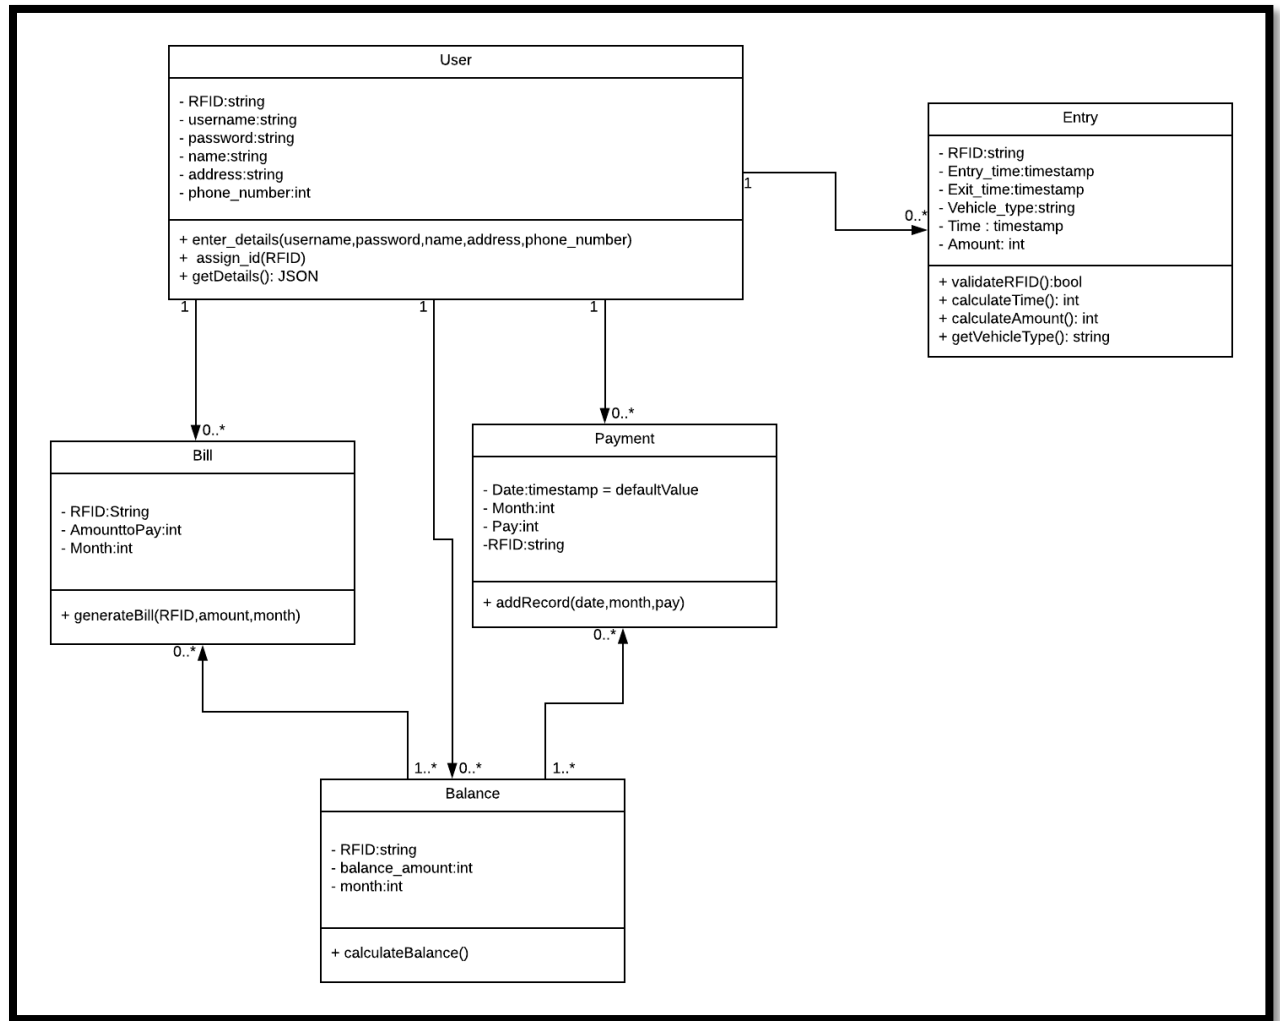 User
- RFID:string
- username:string
- password:string
- name:string
- address:string
- phone_number:int
+ enter_details(username,password,name,address,phone_number)
+  assign_id(RFID)
+ getDetails(): JSON
1
0..*
Entry
- RFID:string
- Entry_time:timestamp
- Exit_time:timestamp
- Vehicle_type:string
- Time : timestamp
- Amount: int
+ validateRFID():bool
+ calculateTime(): int
+ calculateAmount(): int
+ getVehicleType(): string
1
1
1
0..*
0..*
Bill
- RFID:String
- AmounttoPay:int
- Month:int
+ generateBill(RFID,amount,month)
0..*
Payment
- Date:timestamp = defaultValue
- Month:int
- Pay:int
-RFID:string
+ addRecord(date,month,pay)
0..*
1..*
0..*
1..*
Balance
- RFID:string
- balance_amount:int
- month:int
+ calculateBalance()